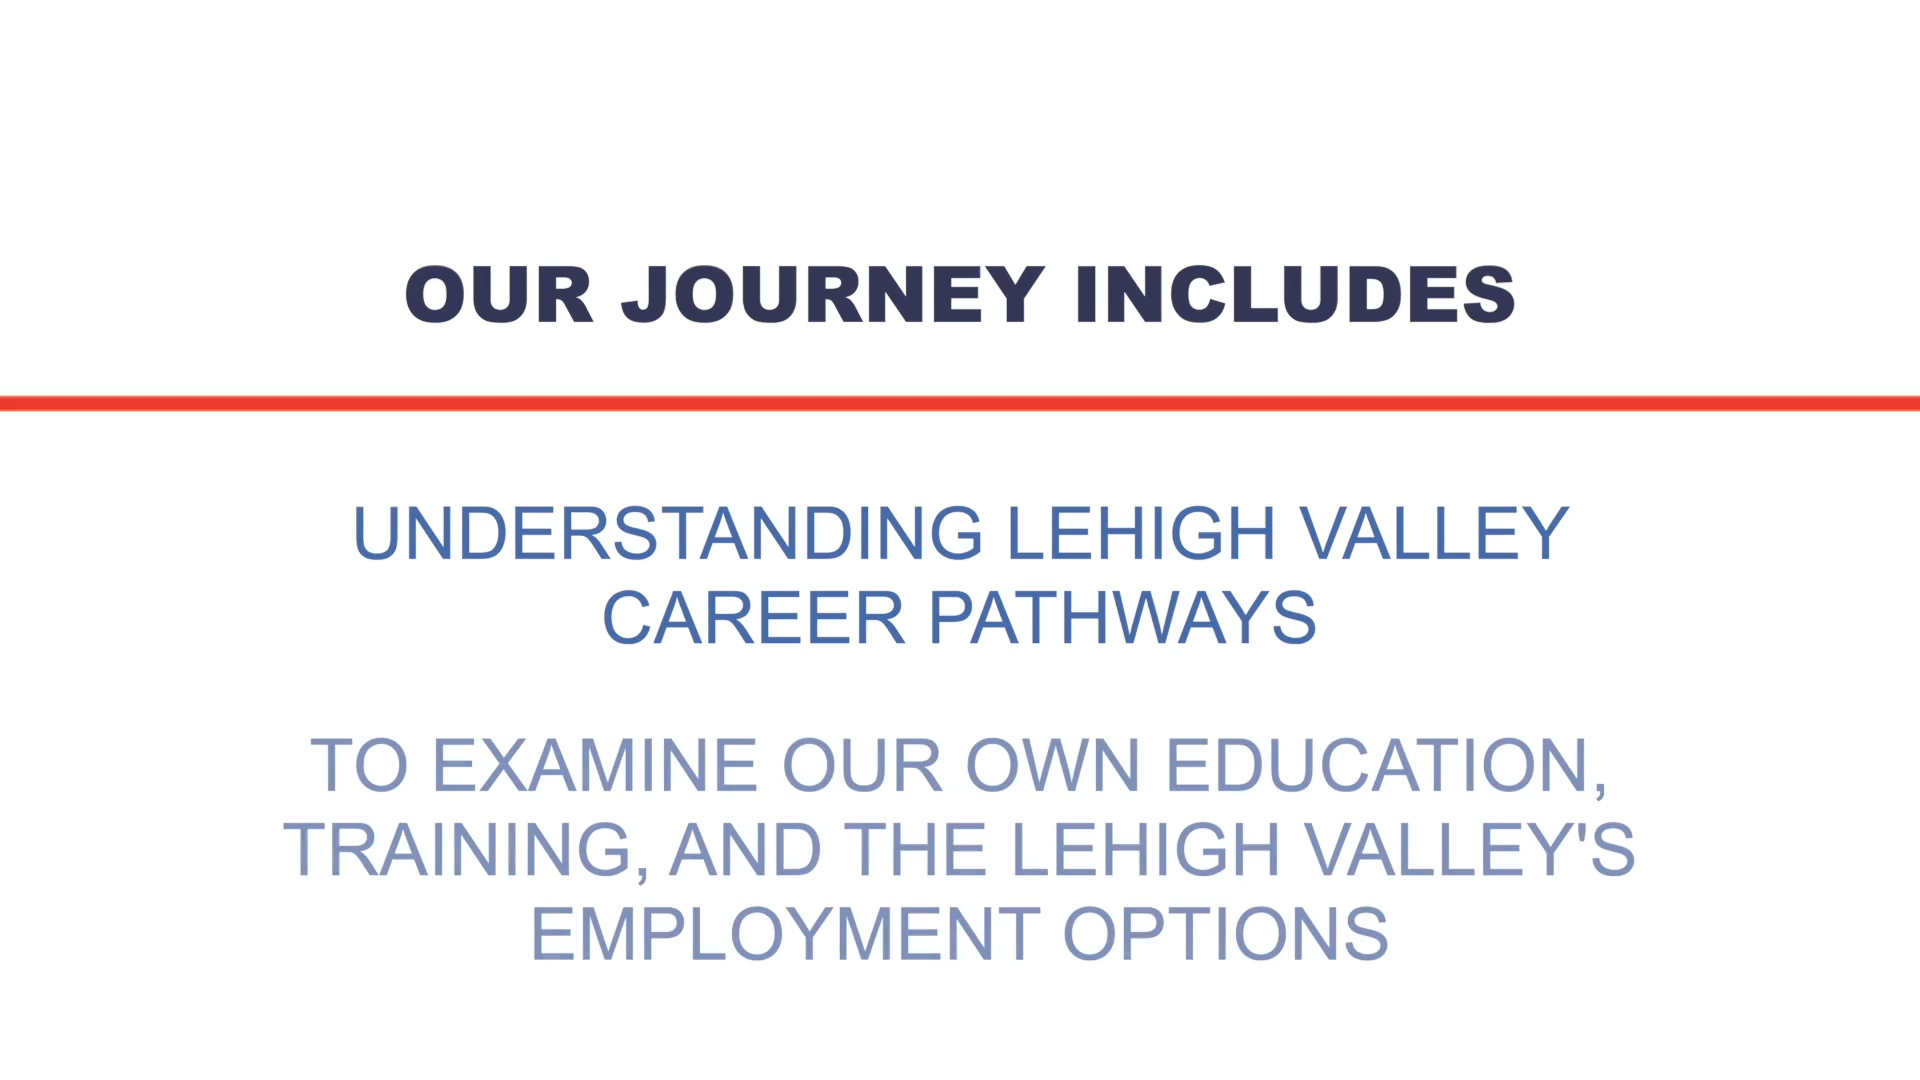 OUR JOURNEY INCLUDES
UNDERSTANDING LEHIGH VALLEY
CAREER PATHWAYS
TO EXAMINE OUR OWN EDUCATION,
TRAINING, AND THE LEHIGH VALLEY'S
EMPLOYMENT OPTIONS